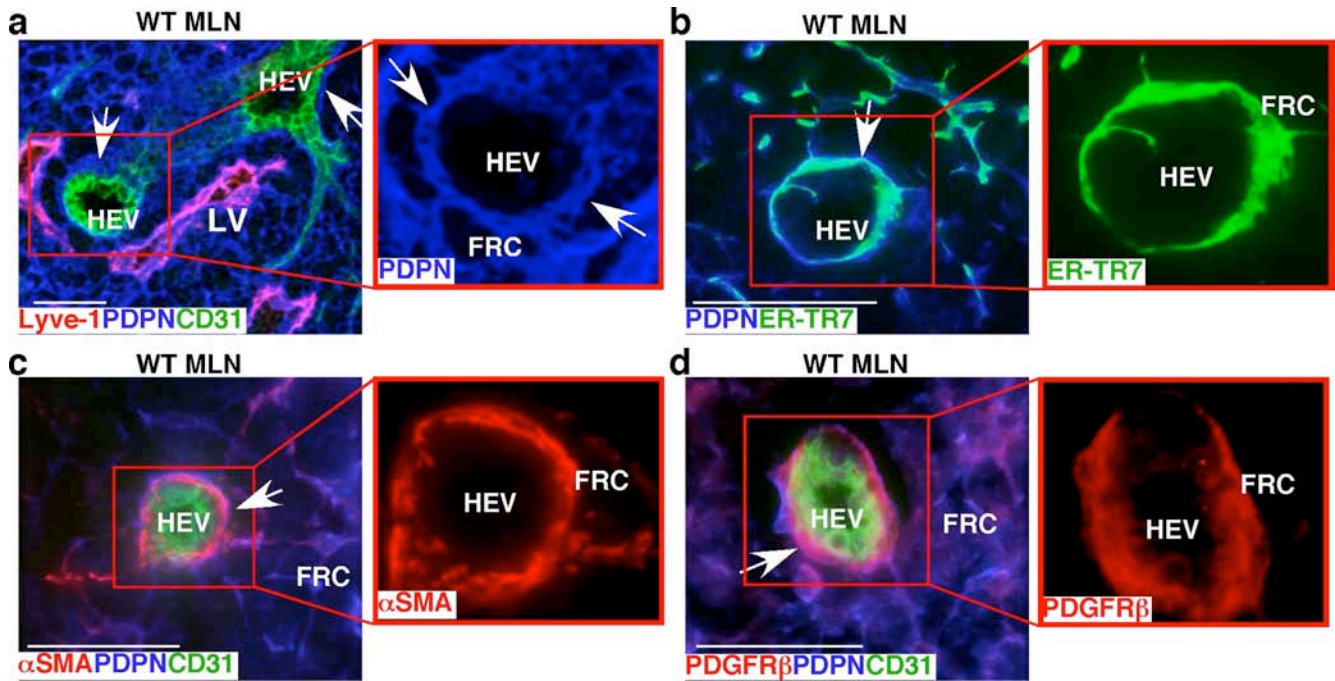 a
WT MLN
HEV
HEV
LV
Lyve-1PDPNCD31
HEV
FRC
PDPN
b
WT MLN
HEV
PDPNER-TR7
FRC
HEV
ER-TR7
c
WT MLN
HEV
FRC
αSMAPDPNCD31
HEV
FRC
αSMA
d
WT MLN
HEV
FRC
PDGFRβPDPNCD31
FRC
HEV
PDGFRβ